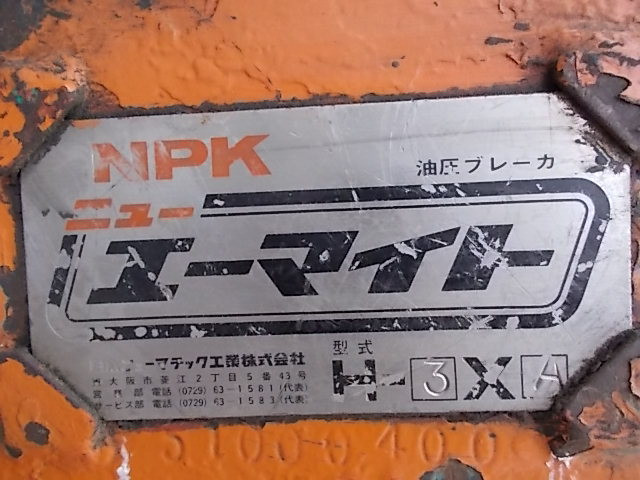 NPK
油圧ブレーカ
ニュー
エーマイト
ーマチック工業株式会社
大阪市菱江2丁目5番43号
営業部 電話 (0729) 63-1581 (代表)
サービス部 電話 (0729) 63-1583 (代表)
型式
H-3XA